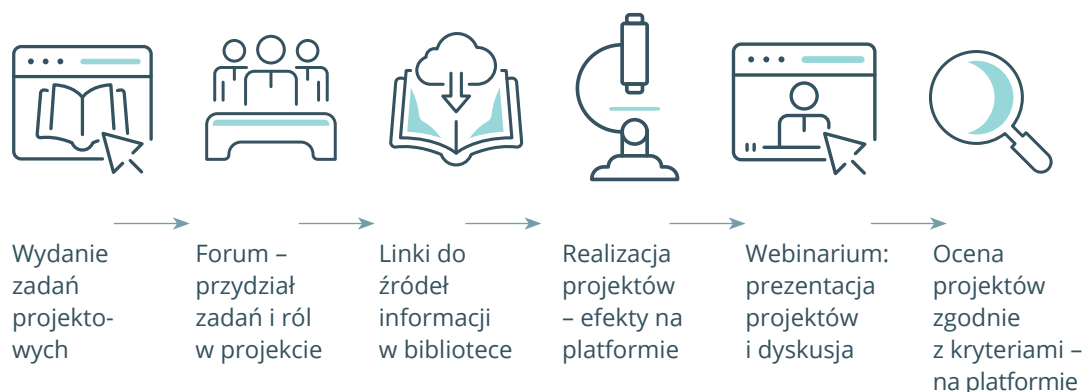 Wydanie
zadań
projekto-
wych
Forum –
przydział
zadań i ról
w projekcie
Linki do
źródeł
informacji
w bibliotece
Realizacja
projektów
– efekty na
platformie
Webinarium:
prezentacja
projektów
i dyskusja
Ocena
projektów
zgodnie
z kryteriami –
na platformie